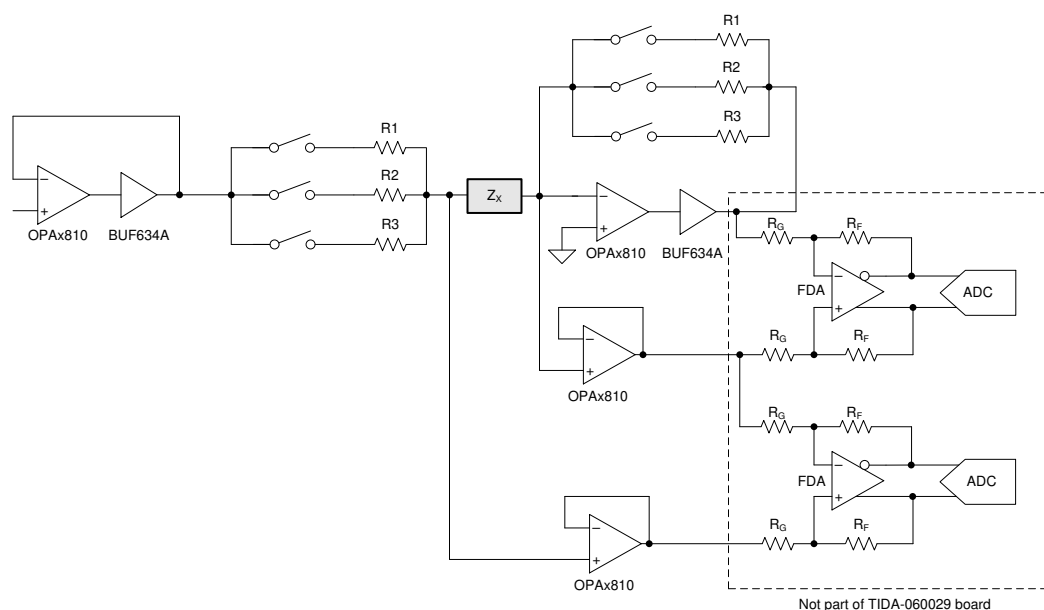 R1
R2
R3
R1
R2
R3
−
+
OPAx810
BUF634A
Zx
−
+
OPAx810
BUF634A
RG
RF
−
+
FDA
ADC
RG
RF
−
+
OPAx810
RG
RF
−
+
FDA
ADC
RG
RF
−
+
OPAx810
Not part of TIDA-060029 board